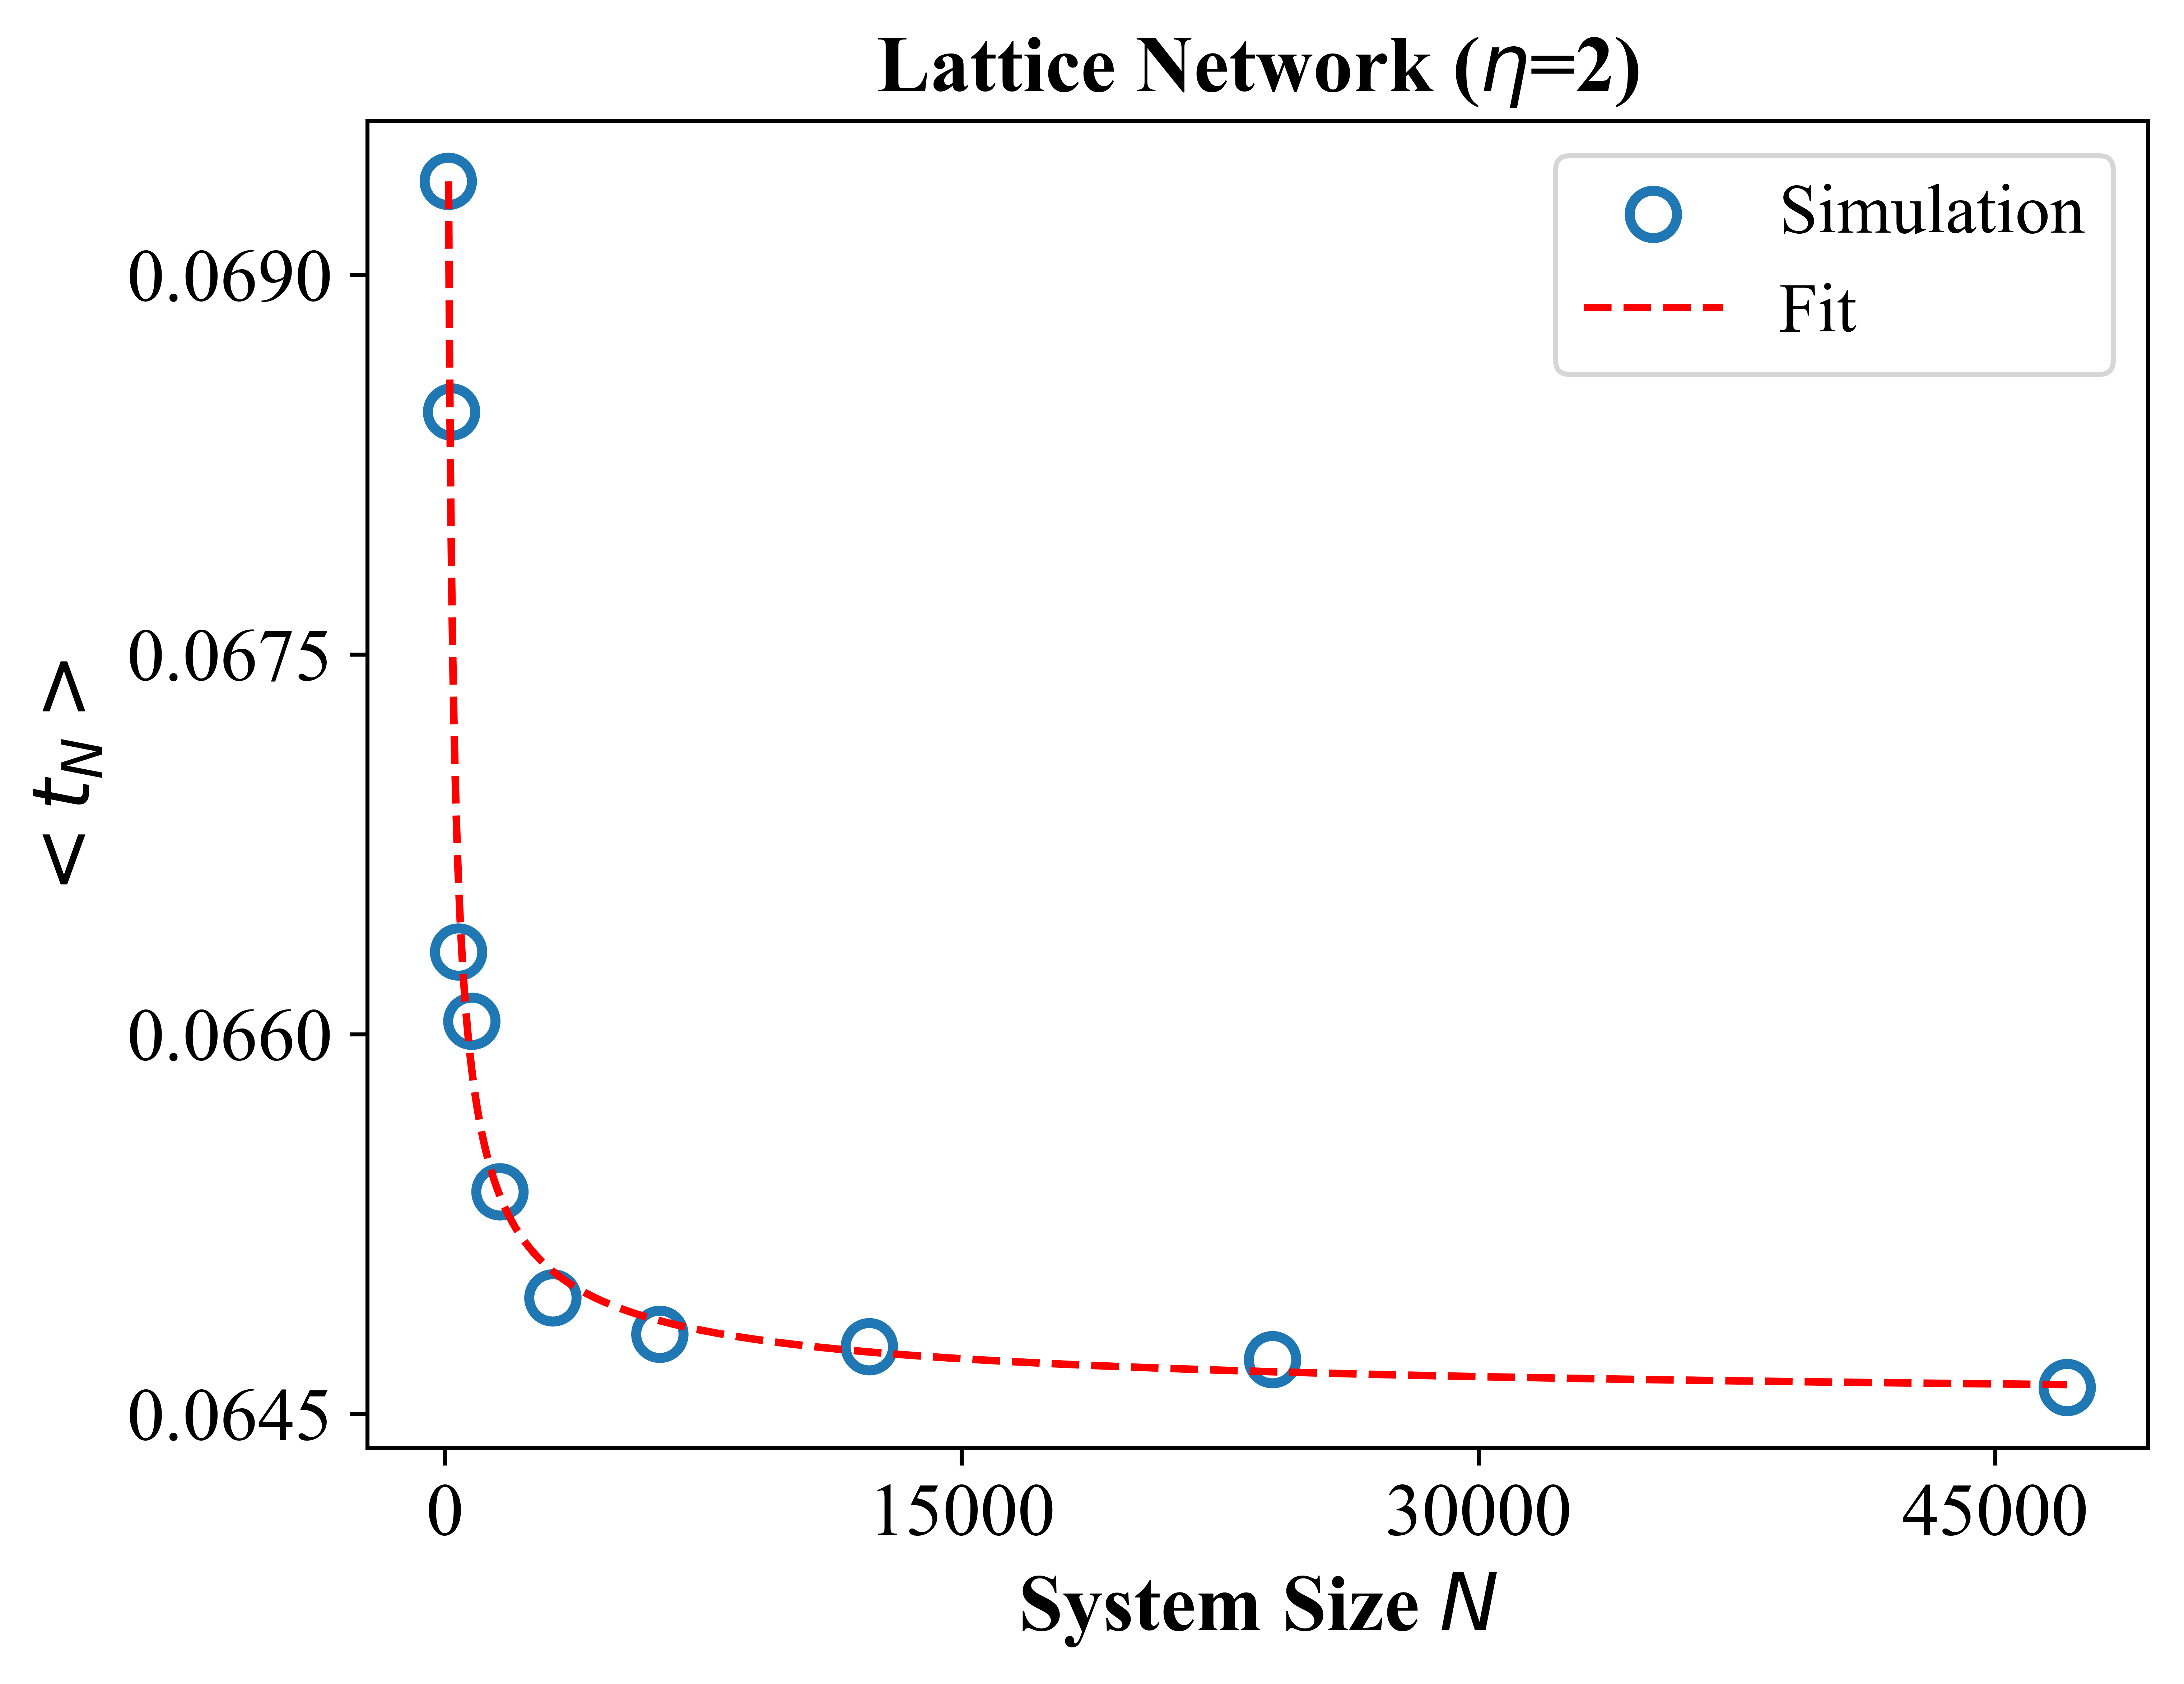 Lattice Network (η=2)
Simulation
Fit
0.0690
0.0675
0.0660
0.0645
< t_N >
0 15000 30000 45000
System Size N